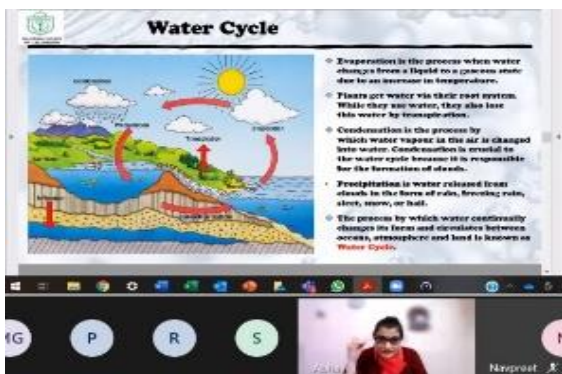 Water Cycle
Evaporation is the process when water
changes from a liquid to a gaseous state
due to an increase in temperature.
Plants get water via their root system.
While they use water, they also lose
this water by transpiration.
Condensation is the process by
which water vapour in the air is changed
into water. Condensation is crucial to
the water cycle because it is responsible
for the formation of clouds.
Precipitation is water released from
clouds in the form of rain, freezing rain,
sleet, snow, or hail.
The process by which water continually
changes its form and circulates between
oceans, atmosphere and land is known as
Water Cycle.
Condensation
Precipitation
Transpiration
Evaporation
MG
P
R
S
N
Navpreet